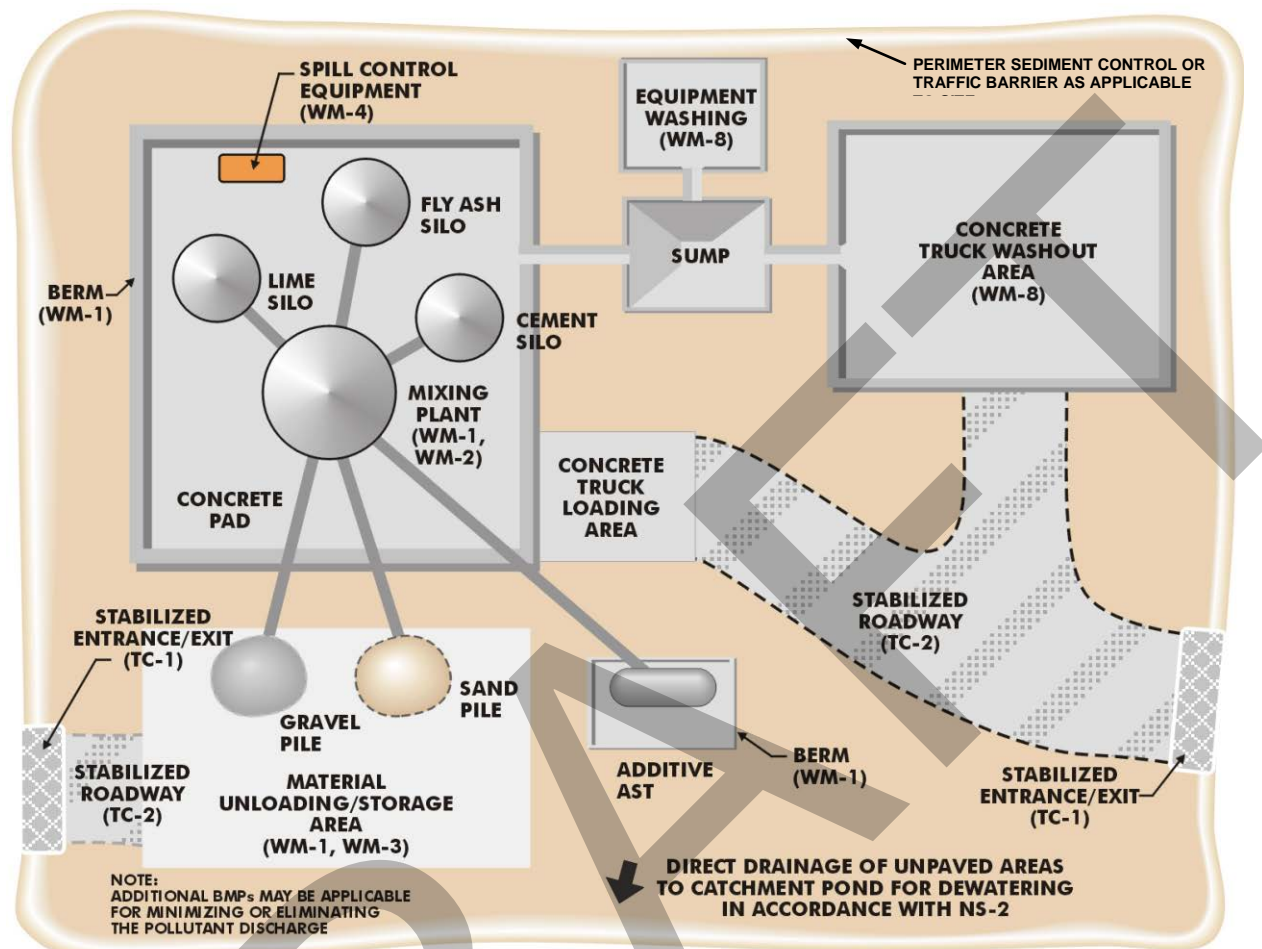 SPILL CONTROL
EQUIPMENT
(WM-4)
PERIMETER SEDIMENT CONTROL OR
TRAFFIC BARRIER AS APPLICABLE
EQUIPMENT
WASHING
(WM-8)
FLY ASH
SILO
LIME
SILO
BERM
(WM-1)
CEMENT
SILO
SUMP
CONCRETE
TRUCK WASHOUT
AREA
(WM-8)
MIXING
PLANT
(WM-1,
WM-2)
CONCRETE
PAD
CONCRETE
TRUCK
LOADING
AREA
STABILIZED
ENTRANCE/EXIT
(TC-1)
STABILIZED
ROADWAY
(TC-2)
GRAVEL
PILE
SAND
PILE
STABILIZED
ROADWAY
(TC-2)
MATERIAL
UNLOADING/STORAGE
AREA
(WM-1, WM-3)
ADDITIVE
AST
BERM
(WM-1)
STABILIZED
ENTRANCE/EXIT
(TC-1)
NOTE:
ADDITIONAL BMPs MAY BE APPLICABLE
FOR MINIMIZING OR ELIMINATING
THE POLLUTANT DISCHARGE
DIRECT DRAINAGE OF UNPAVED AREAS
TO CATCHMENT POND FOR DEWATERING
IN ACCORDANCE WITH NS-2